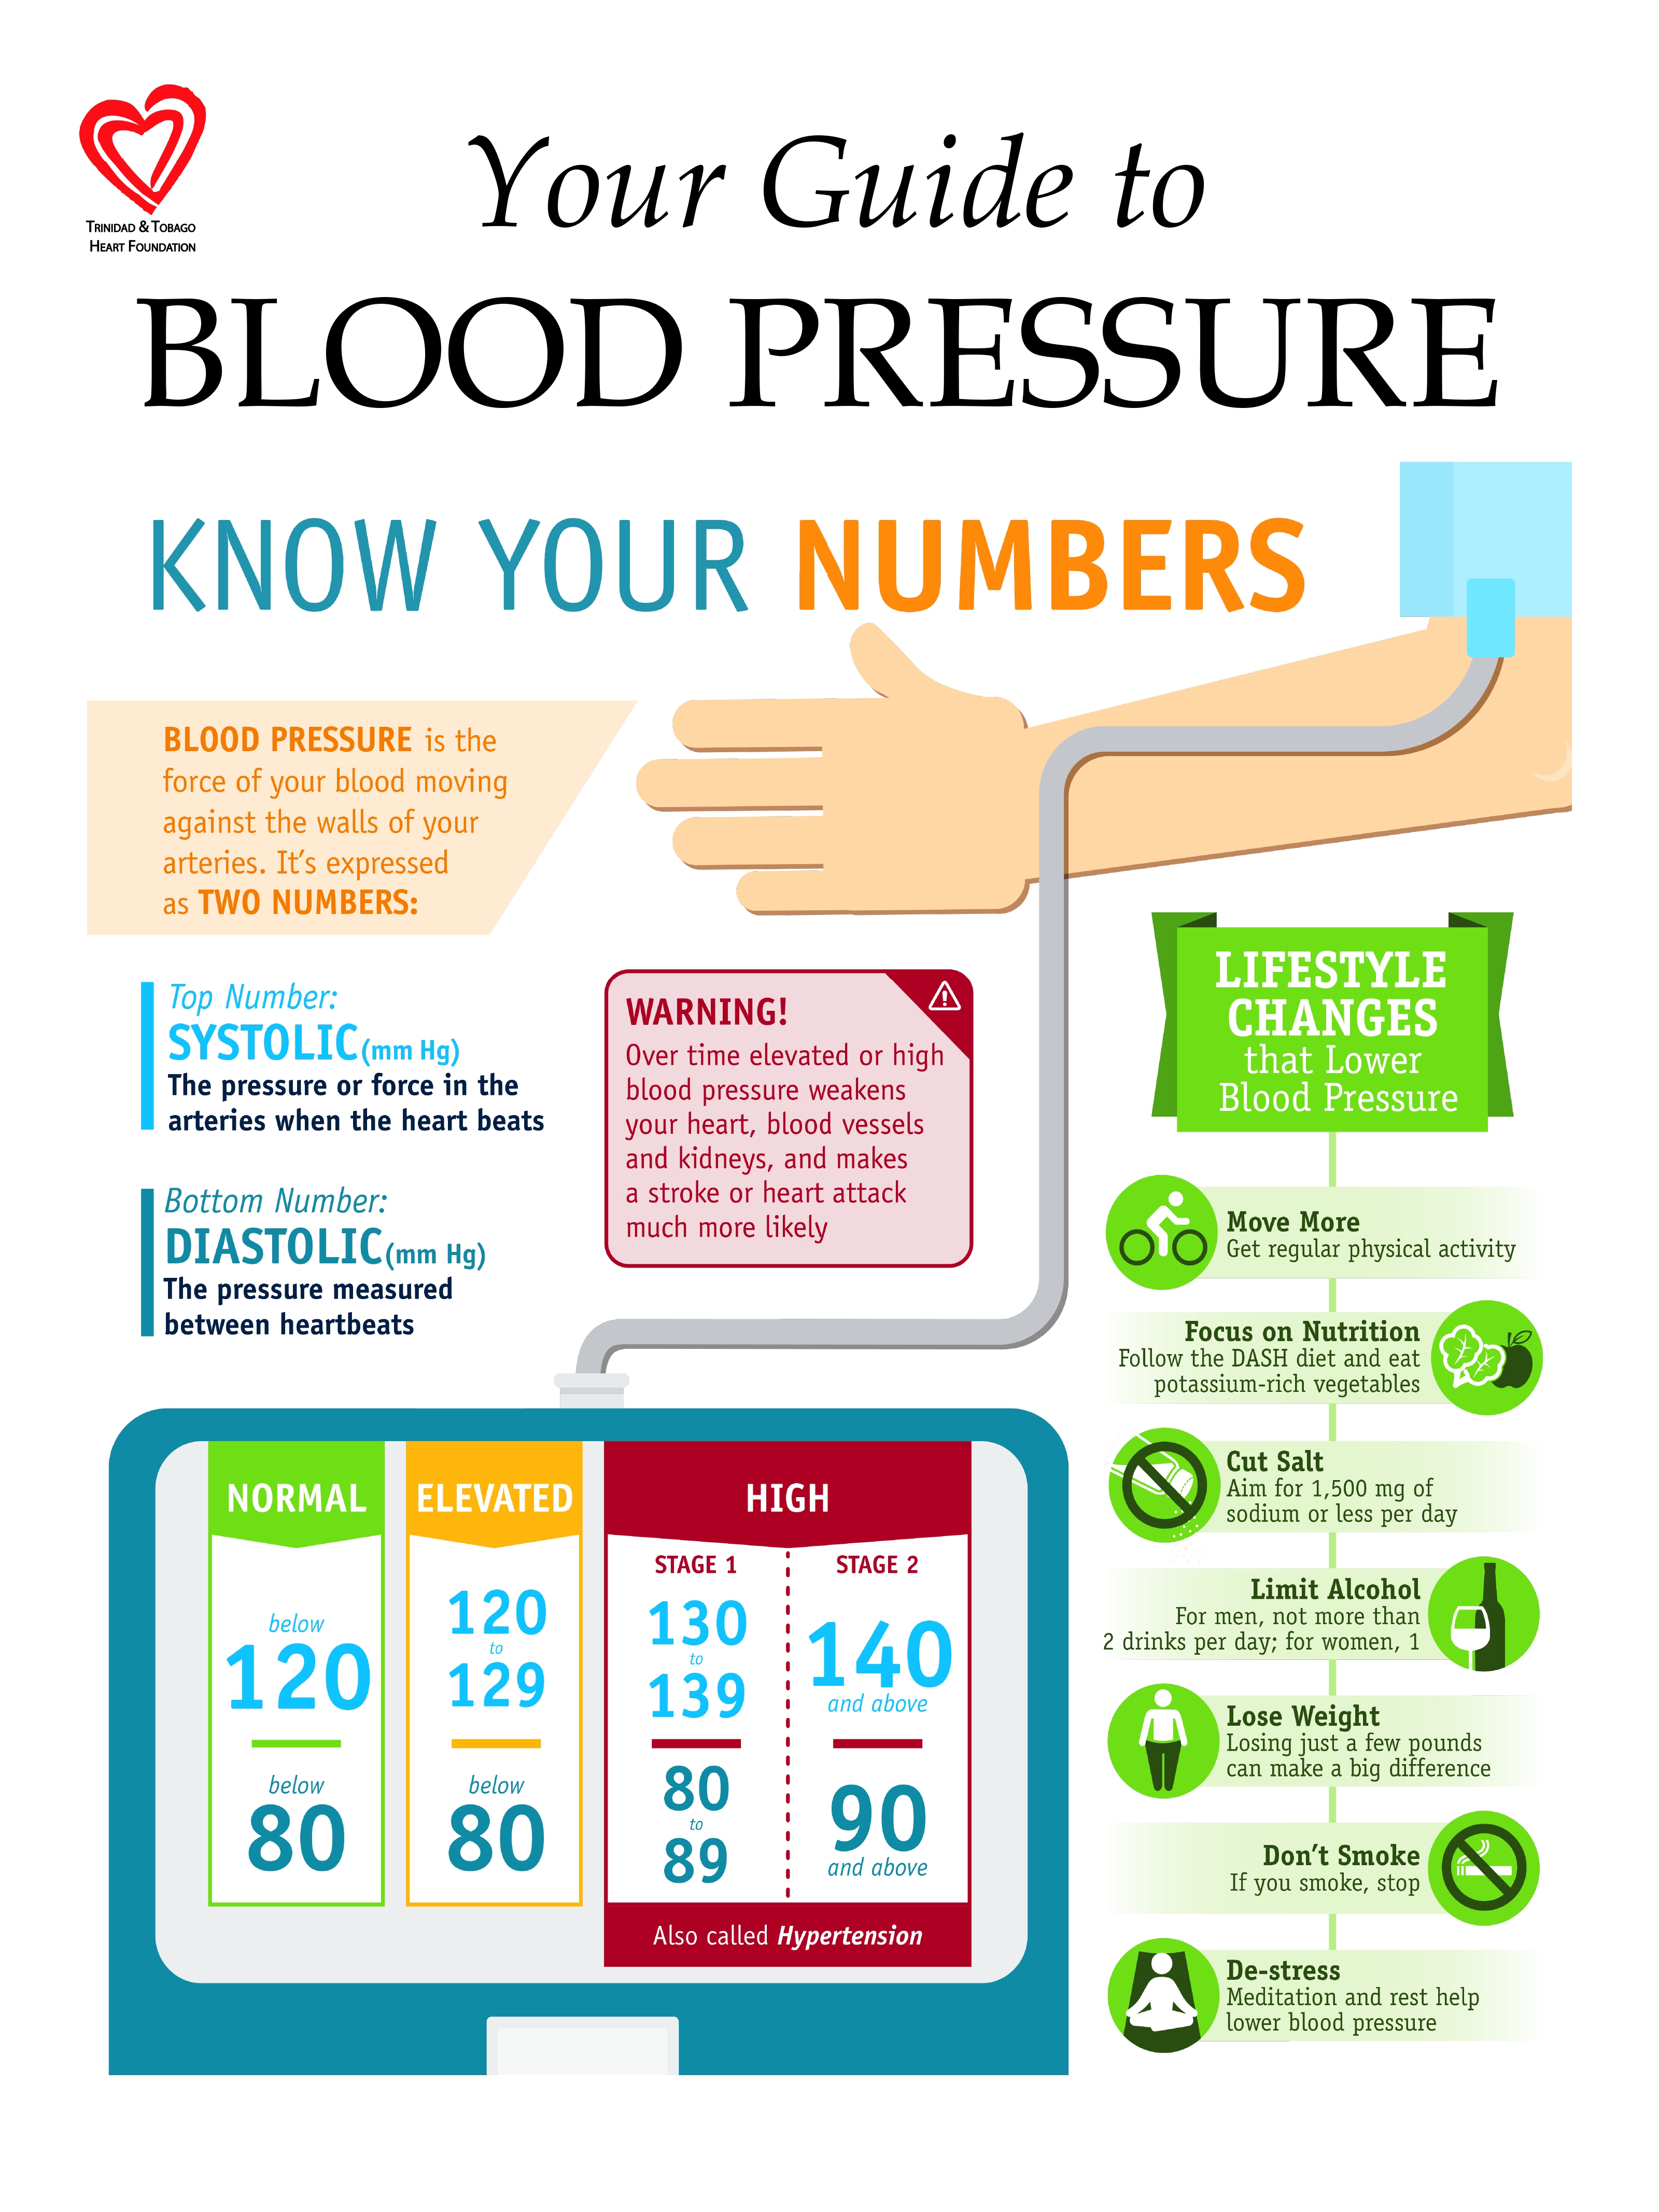 TRINIDAD & TOBAGO
HEART FOUNDATION
Your Guide to
BLOOD PRESSURE
KNOW YOUR NUMBERS
BLOOD PRESSURE is the
force of your blood moving
against the walls of your
arteries. It's expressed
as TWO NUMBERS:
Top Number:
SYSTOLIC (mm Hg)
The pressure or force in the
arteries when the heart beats
Bottom Number:
DIASTOLIC (mm Hg)
The pressure measured
between heartbeats
WARNING!
Over time elevated or high
blood pressure weakens
your heart, blood vessels
and kidneys, and makes
a stroke or heart attack
much more likely
NORMAL
below
120
below
80
ELEVATED
120
to
129
below
80
HIGH
STAGE 1
130
to
139
80
to
89
STAGE 2
140
and above
90
and above
Also called Hypertension
LIFESTYLE
CHANGES
that Lower
Blood Pressure
Move More
Get regular physical activity
Focus on Nutrition
Follow the DASH diet and eat
potassium-rich vegetables
Cut Salt
Aim for 1,500 mg of
sodium or less per day
Limit Alcohol
For men, not more than
2 drinks per day; for women, 1
Lose Weight
Losing just a few pounds
can make a big difference
Don't Smoke
If you smoke, stop
De-stress
Meditation and rest help
lower blood pressure